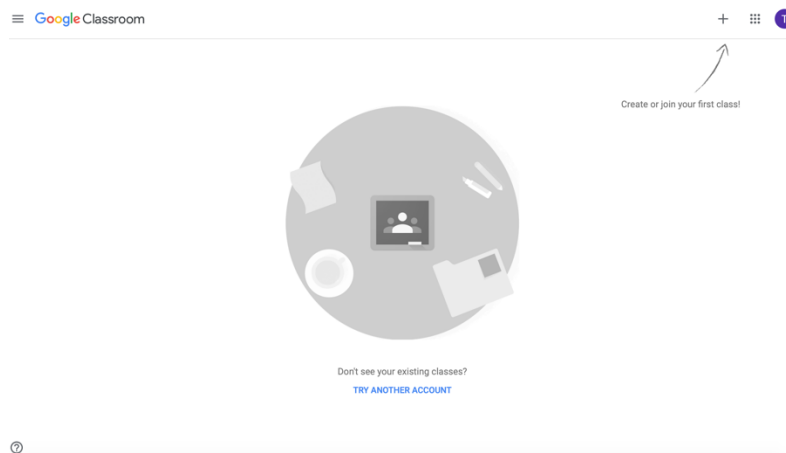 Google Classroom
T
Create or join your first class!
Don't see your existing classes?
TRY ANOTHER ACCOUNT